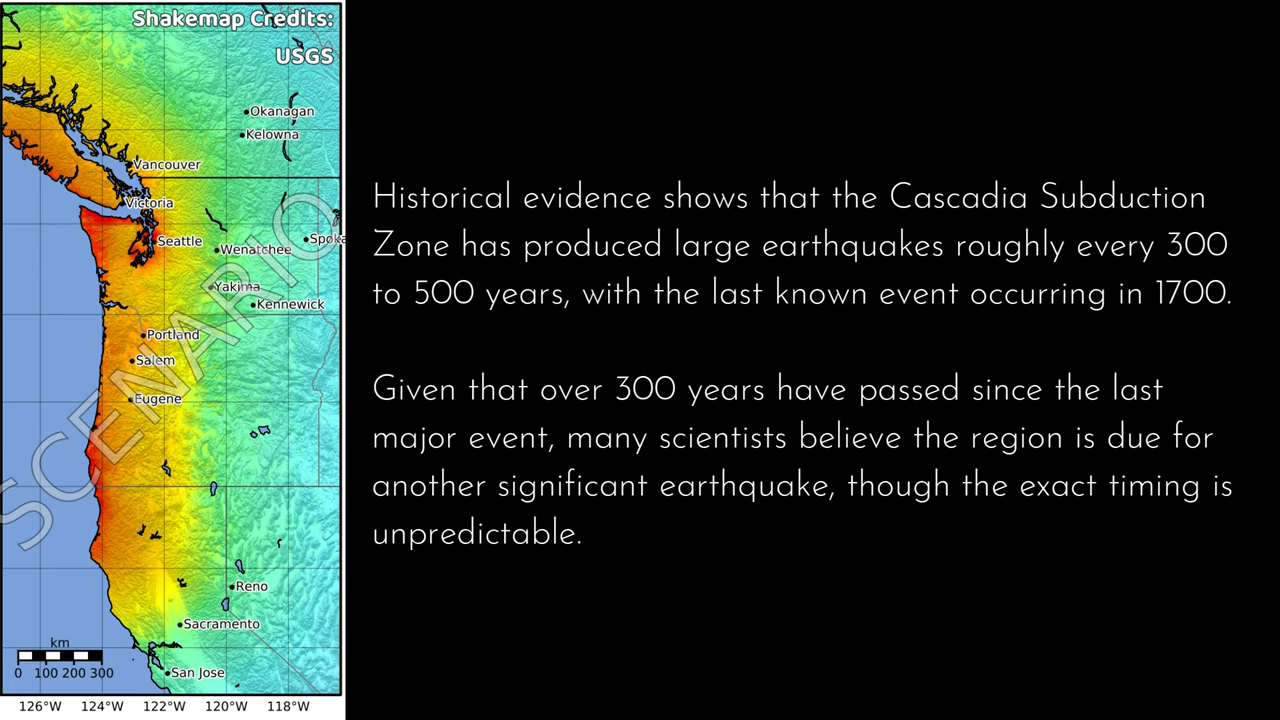 Shakemap Credits:
USGS
Okanagan
Kelowna
Vancouver
Victoria
Seattle
Wenatchee
Spoka
Yakima
Kennewick
Portland
Salem
Eugene
SCENARIO
Reno
Sacramento
San Jose
km
0 100 200 300
126°W 124°W 122°W 120°W 118°W
Historical evidence shows that the Cascadia Subduction
Zone has produced large earthquakes roughly every 300
to 500 years, with the last known event occurring in 1700.
Given that over 300 years have passed since the last
major event, many scientists believe the region is due for
another significant earthquake, though the exact timing is
unpredictable.